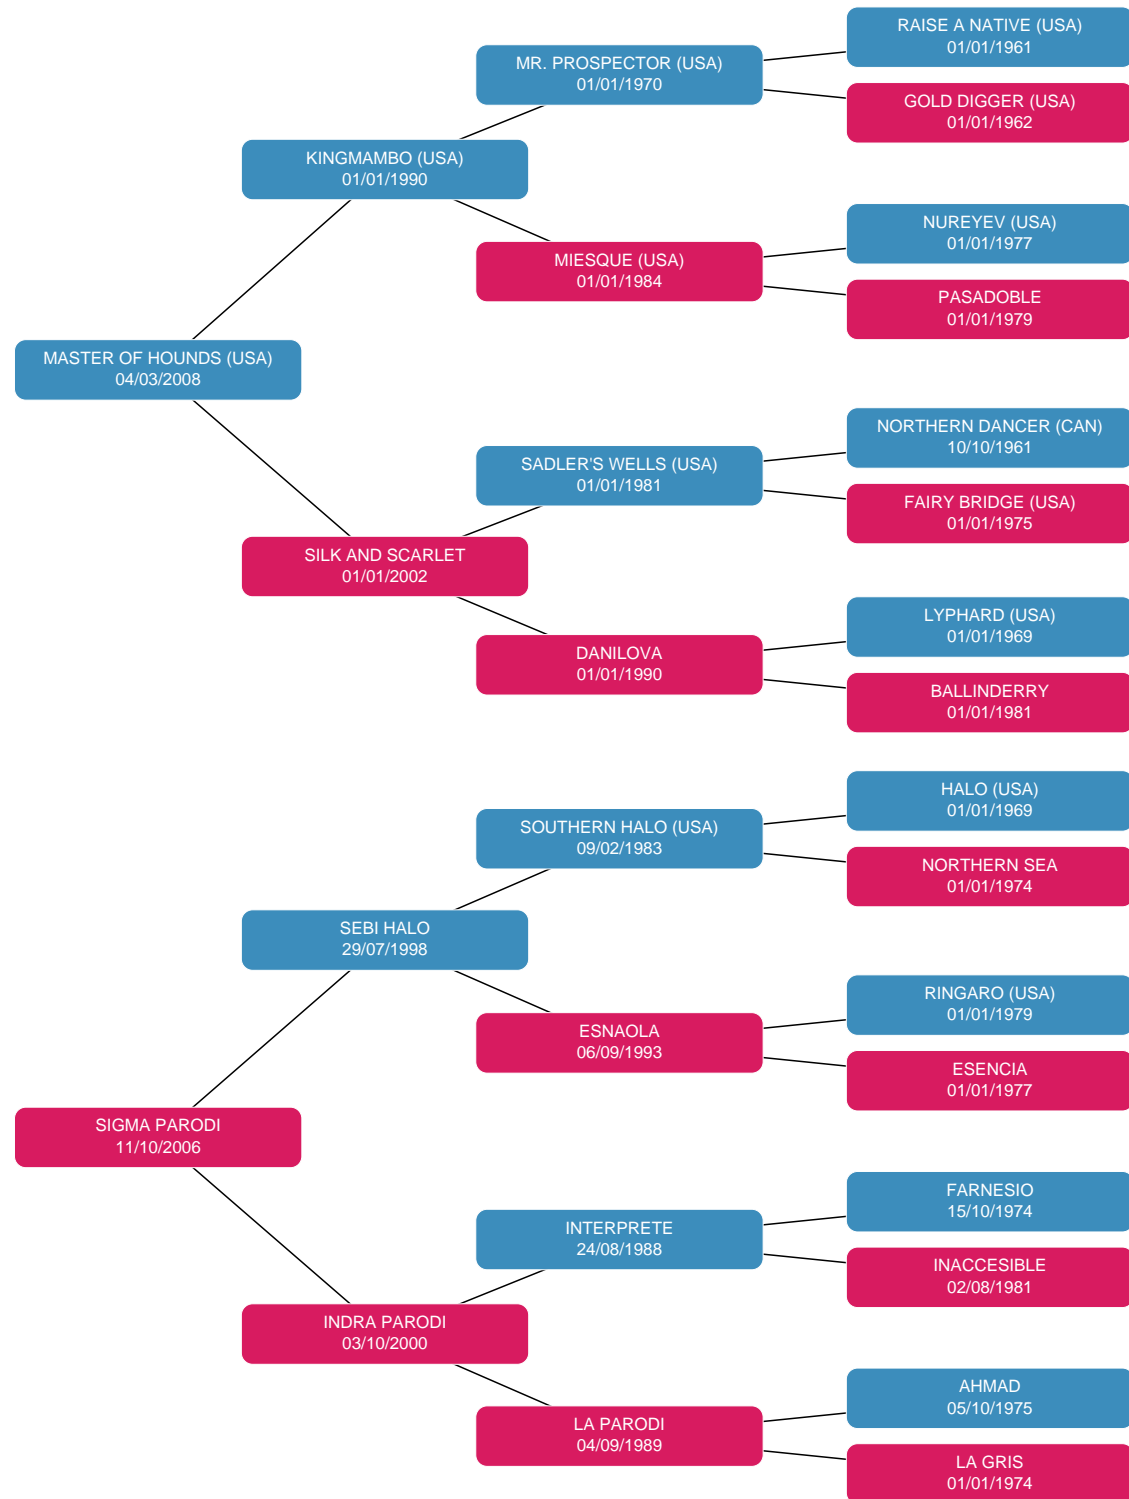 RAISE A NATIVE (USA)
01/01/1961
MR. PROSPECTOR (USA)
01/01/1970
GOLD DIGGER (USA)
01/01/1962
KINGMAMBO (USA)
01/01/1990
NUREYEV (USA)
01/01/1977
MIESQUE (USA)
01/01/1984
PASADOBLE
01/01/1979
MASTER OF HOUNDS (USA)
04/03/2008
NORTHERN DANCER (CAN)
10/10/1961
SADLER'S WELLS (USA)
01/01/1981
FAIRY BRIDGE (USA)
01/01/1975
SILK AND SCARLET
01/01/2002
LYPHARD (USA)
01/01/1969
DANILOVA
01/01/1990
BALLINDERRY
01/01/1981
HALO (USA)
01/01/1969
SOUTHERN HALO (USA)
09/02/1983
NORTHERN SEA
01/01/1974
SEBI HALO
29/07/1998
RINGARO (USA)
01/01/1979
ESNAOLA
06/09/1993
ESENCIA
01/01/1977
SIGMA PARODI
11/10/2006
FARNESIO
15/10/1974
INTERPRETE
24/08/1988
INACCESIBLE
02/08/1981
INDRA PARODI
03/10/2000
AHMAD
05/10/1975
LA PARODI
04/09/1989
LA GRIS
01/01/1974